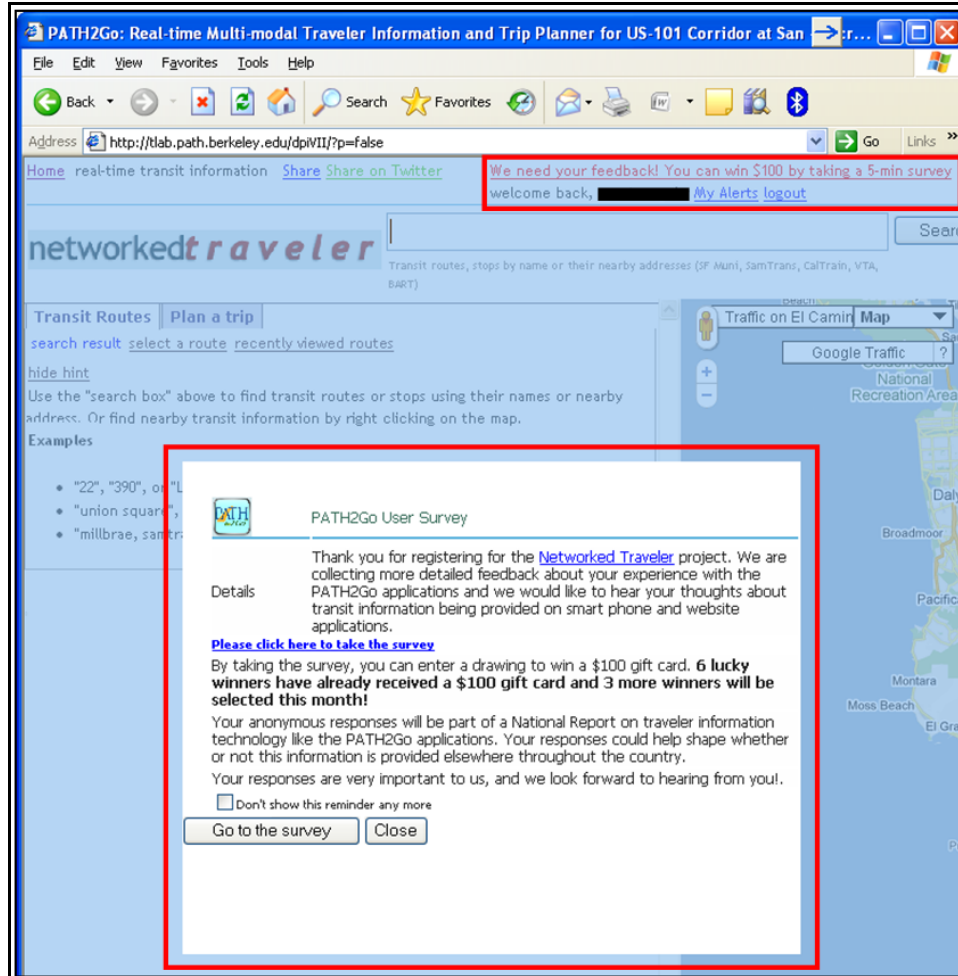 PATH2Go: Real-time Multi-modal Traveler Information and Trip Planner for US-101 Corridor at San
File Edit View Favorites Tools Help
Back Search Favorites
Address http://tlab.path.berkeley.edu/dpiVII/?p=false Go Links »
Home real-time transit information Share Share on Twitter We need your feedback! You can win $100 by taking a 5-min survey
welcome back, My Alerts logout
networkedtraveler
Transit routes, stops by name or their nearby addresses (SF Muni, SamTrans, CalTrain, VTA,
BART)
Transit Routes Plan a trip
search result select a route recently viewed routes
hide hint
Use the "search box" above to find transit routes or stops using their names or nearby
address. Or find nearby transit information by right clicking on the map.
Examples
• "22", "390", or "L
• "union square",
• "millbrae, samtra
Beach
Traffic on El Camin Map
Google Traffic ?
National
Recreation Area
Daly
Broadmoor
Pacific
Montara
Moss Beach
El Gra
PATH2Go User Survey
Details
Thank you for registering for the Networked Traveler project. We are
collecting more detailed feedback about your experience with the
PATH2Go applications and we would like to hear your thoughts about
transit information being provided on smart phone and website
applications.
Please click here to take the survey
By taking the survey, you can enter a drawing to win a $100 gift card. 6 lucky
winners have already received a $100 gift card and 3 more winners will be
selected this month!
Your anonymous responses will be part of a National Report on traveler information
technology like the PATH2Go applications. Your responses could help shape whether
or not this information is provided elsewhere throughout the country.
Your responses are very important to us, and we look forward to hearing from you!.
Don't show this reminder any more
Go to the survey Close